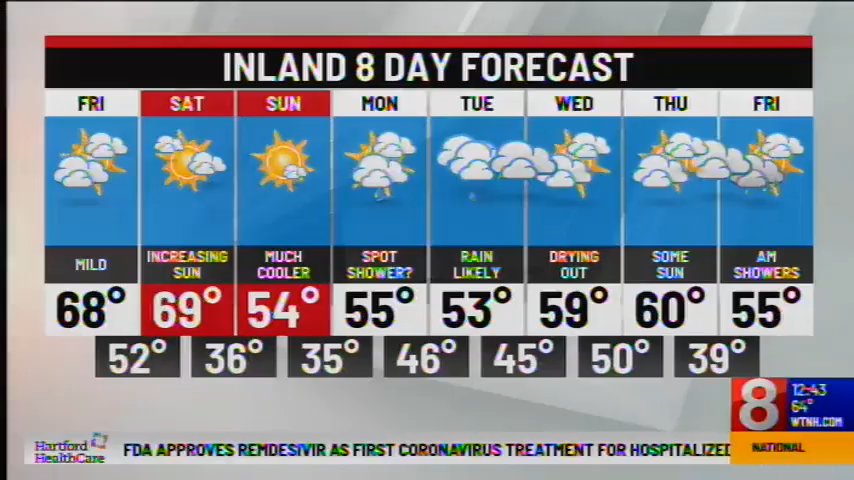 INLAND 8 DAY FORECAST
FRI SAT SUN MON TUE WED THU FRI
MILD
INCREASING SUN
MUCH COOLER
SPOT SHOWER?
RAIN LIKELY
DRYING OUT
SOME SUN
AM SHOWERS
68° 69° 54° 55° 53° 59° 60° 55°
52° 36° 35° 46° 45° 50° 39°
8
12:43
64°
WTNH.COM
Hartford
HealthCare
FDA APPROVES REMDESIVIR AS FIRST CORONAVIRUS TREATMENT FOR HOSPITALIZED
NATIONAL